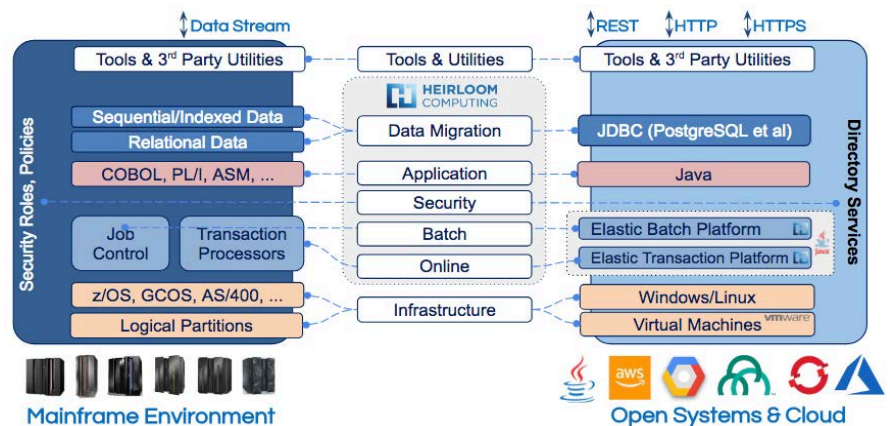 Data Stream
REST HTTP HTTPS
Tools & 3rd Party Utilities
Tools & Utilities
Tools & 3rd Party Utilities
HEIRLOOM
COMPUTING
Sequential/Indexed Data
Relational Data
Data Migration
JDBC (PostgreSQL et al)
COBOL, PL/I, ASM, ...
Application
Java
Security
Security Roles, Policies
Directory Services
Job
Control
Transaction
Processors
Batch
Elastic Batch Platform
Online
Elastic Transaction Platform
Java
z/OS, GCOS, AS/400, ...
Logical Partitions
Infrastructure
Windows/Linux
Virtual Machines
vmware
aws
Mainframe Environment
Open Systems & Cloud